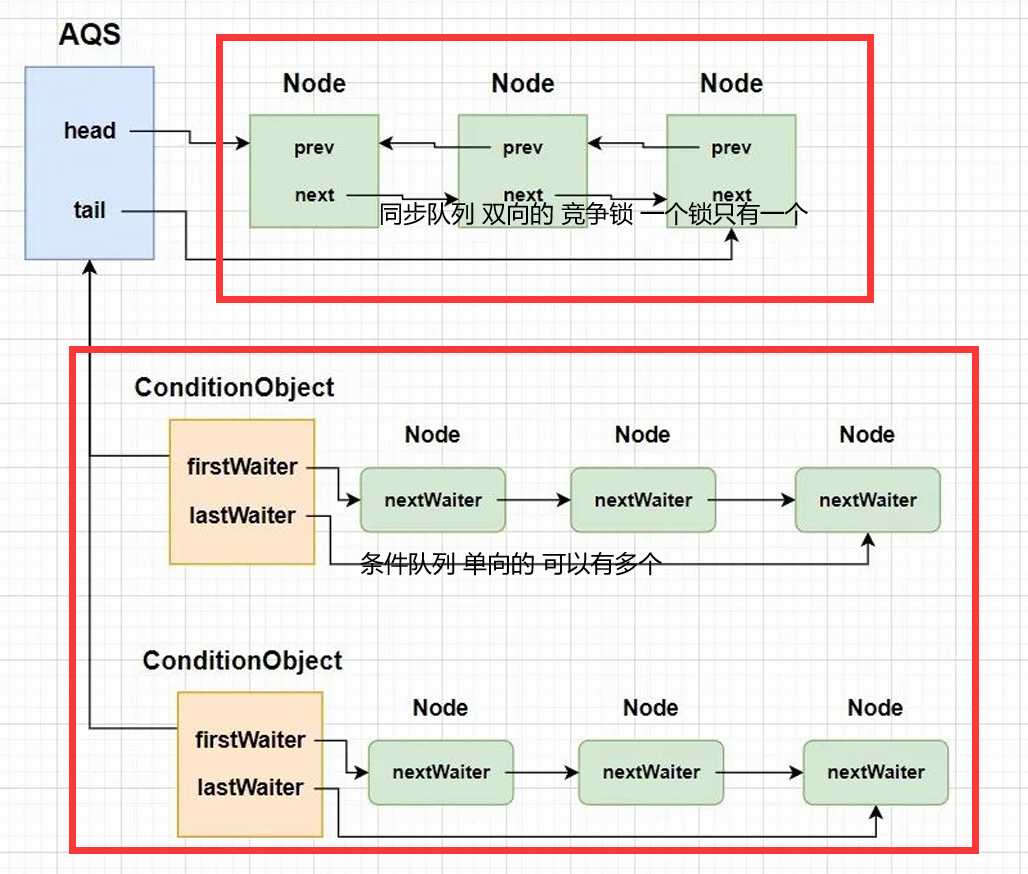 AQS
head
tail
Node
Node
Node
prev
prev
prev
next
next
next
同步队列 双向的 竞争锁 一个锁只有一个
ConditionObject
firstWaiter
lastWaiter
Node
Node
Node
nextWaiter
nextWaiter
nextWaiter
条件队列 单向的 可以有多个
ConditionObject
firstWaiter
lastWaiter
Node
Node
Node
nextWaiter
nextWaiter
nextWaiter